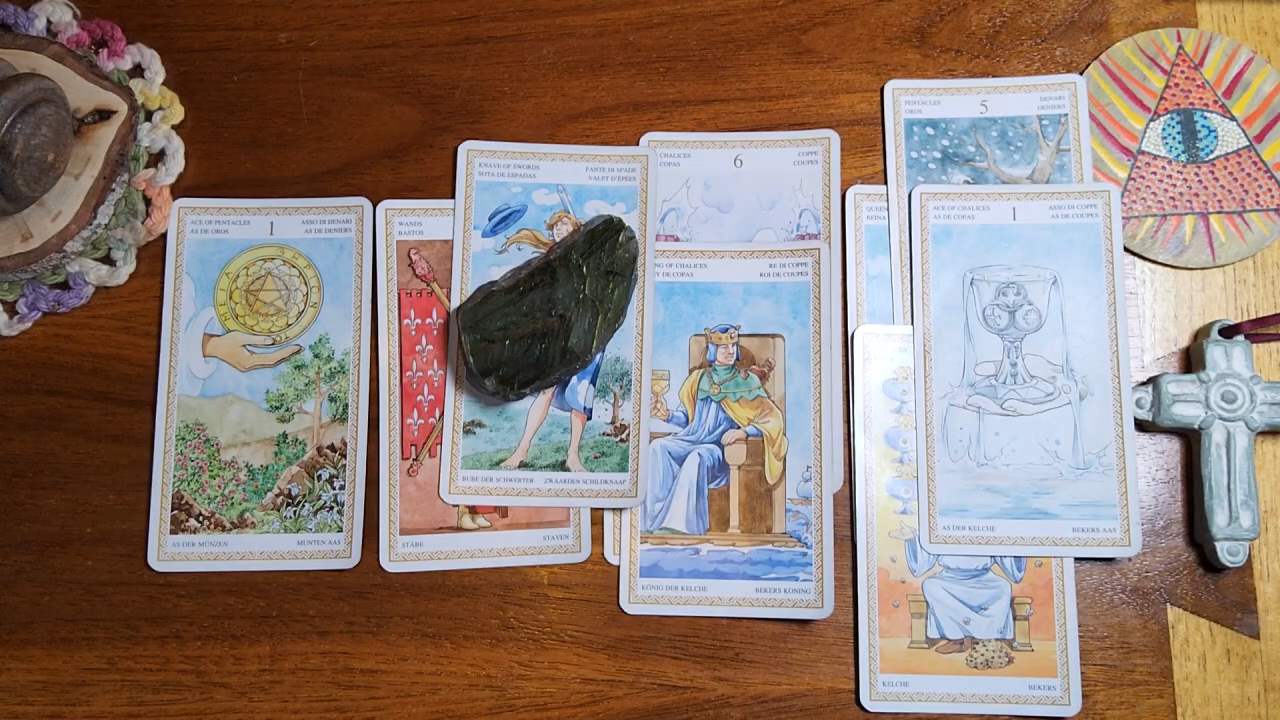 ACE OF PENTACLES
AS DE OROS
1
ASSO DI DENARI
AS DE DENIERS
AS DER MÜNZEN
MUNTEN AAS
WANDS
BASTOS
STÄBE
STAVEN
KNAVE OF SWORDS
SOTA DE ESPADAS
FANTE DI SPADE
VALET D'ÉPÉES
BUBE DER SCHWERTER
ZWAARDEN SCHILDKNAAP
CHALICES
COPAS
6
COPPE
COUPES
NG OF CHALICES
Y DE COPAS
RE DI COPPE
ROI DE COUPES
KÖNIG DER KELCHE
BEKERS KONING
QUEEN
REINA
PENTACLES
OROS
5
DENARI
DENIERS
ACE OF CHALICES
AS DE COPAS
1
ASSO DI COPPE
AS DE COUPES
AS DER KELCHE
BEKERS AAS
KELCHE
BEKERS